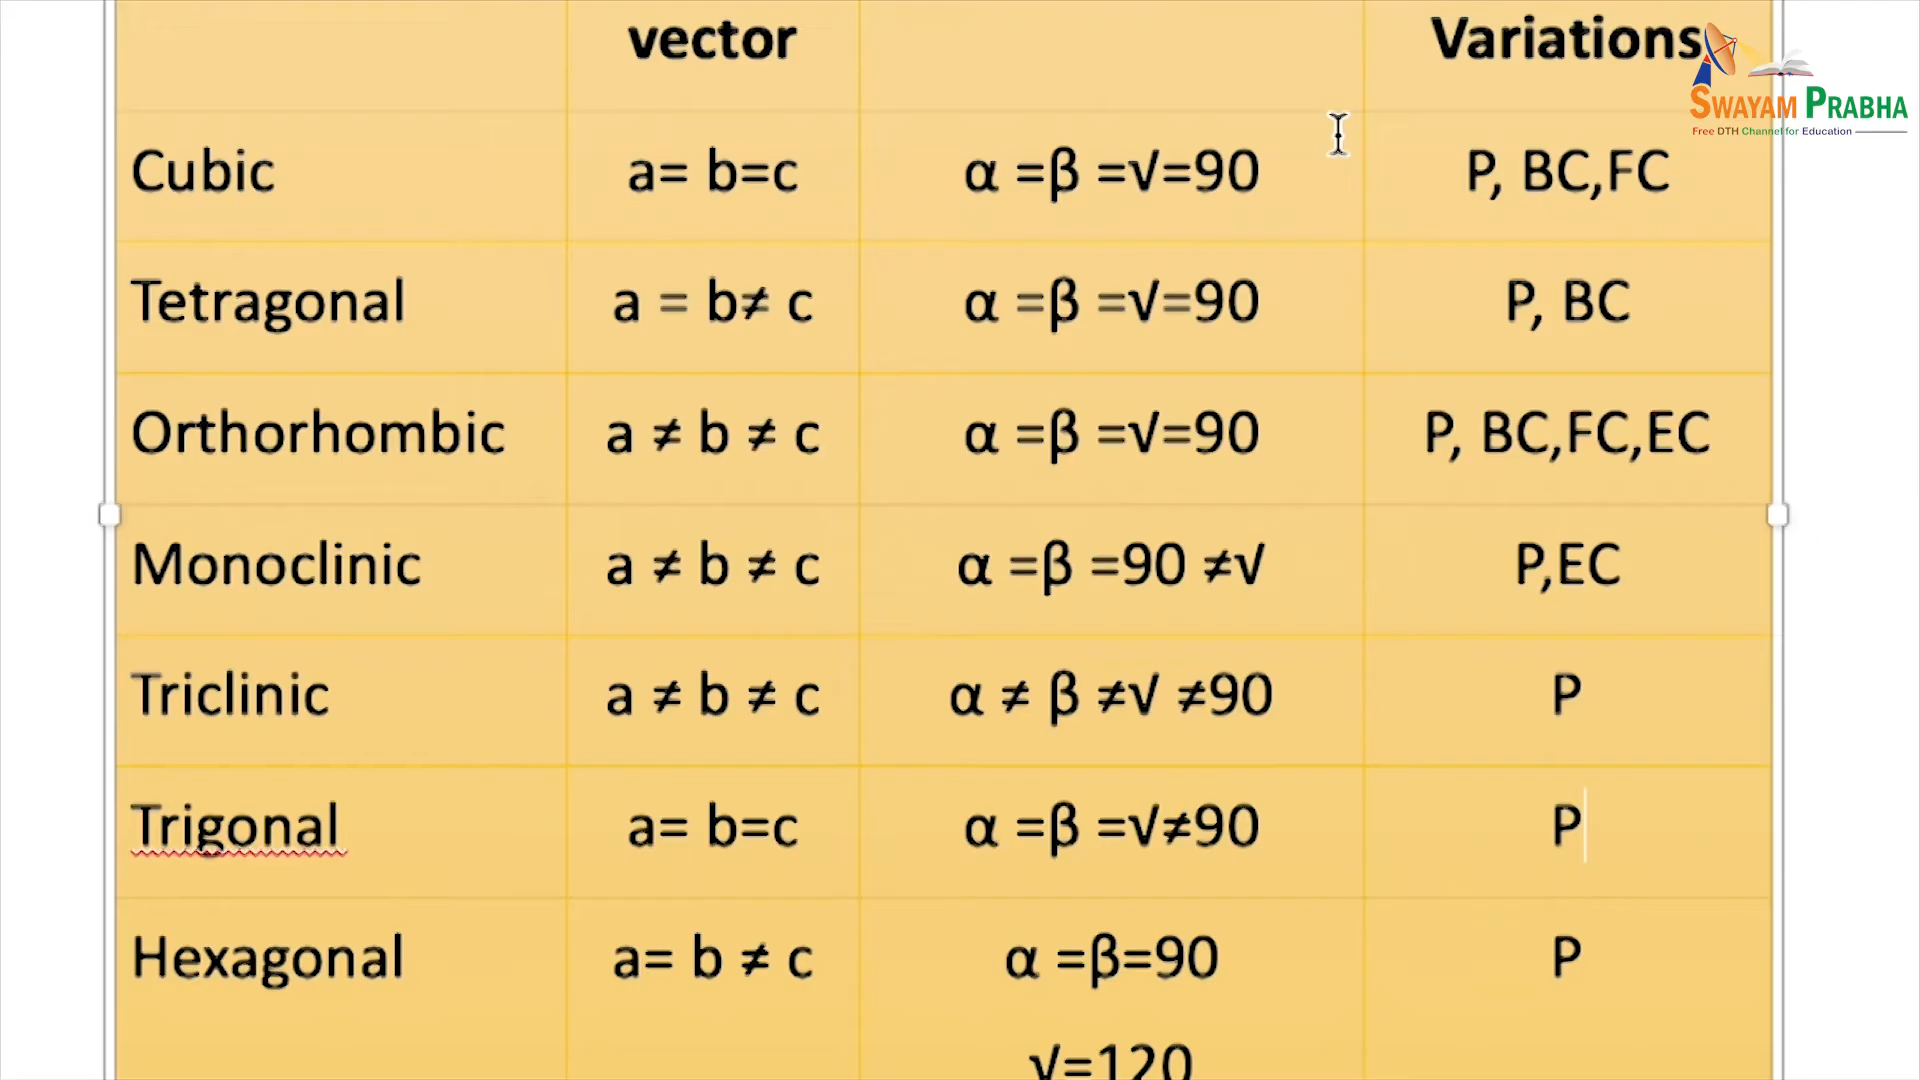 vector Variations
SWAYAM PRABHA
Free DTH Channel for Education
Cubic a= b=c α =β =√=90 P, BC,FC
Tetragonal a = b≠ c α =β =√=90 P, BC
Orthorhombic a ≠ b ≠ c α =β =√=90 P, BC,FC,EC
Monoclinic a ≠ b ≠ c α =β =90 ≠√ P,EC
Triclinic a ≠ b ≠ c α ≠ β ≠√ ≠90 P
Trigonal a= b=c α =β =√≠90 P
Hexagonal a= b ≠ c α =β=90 P
√=120